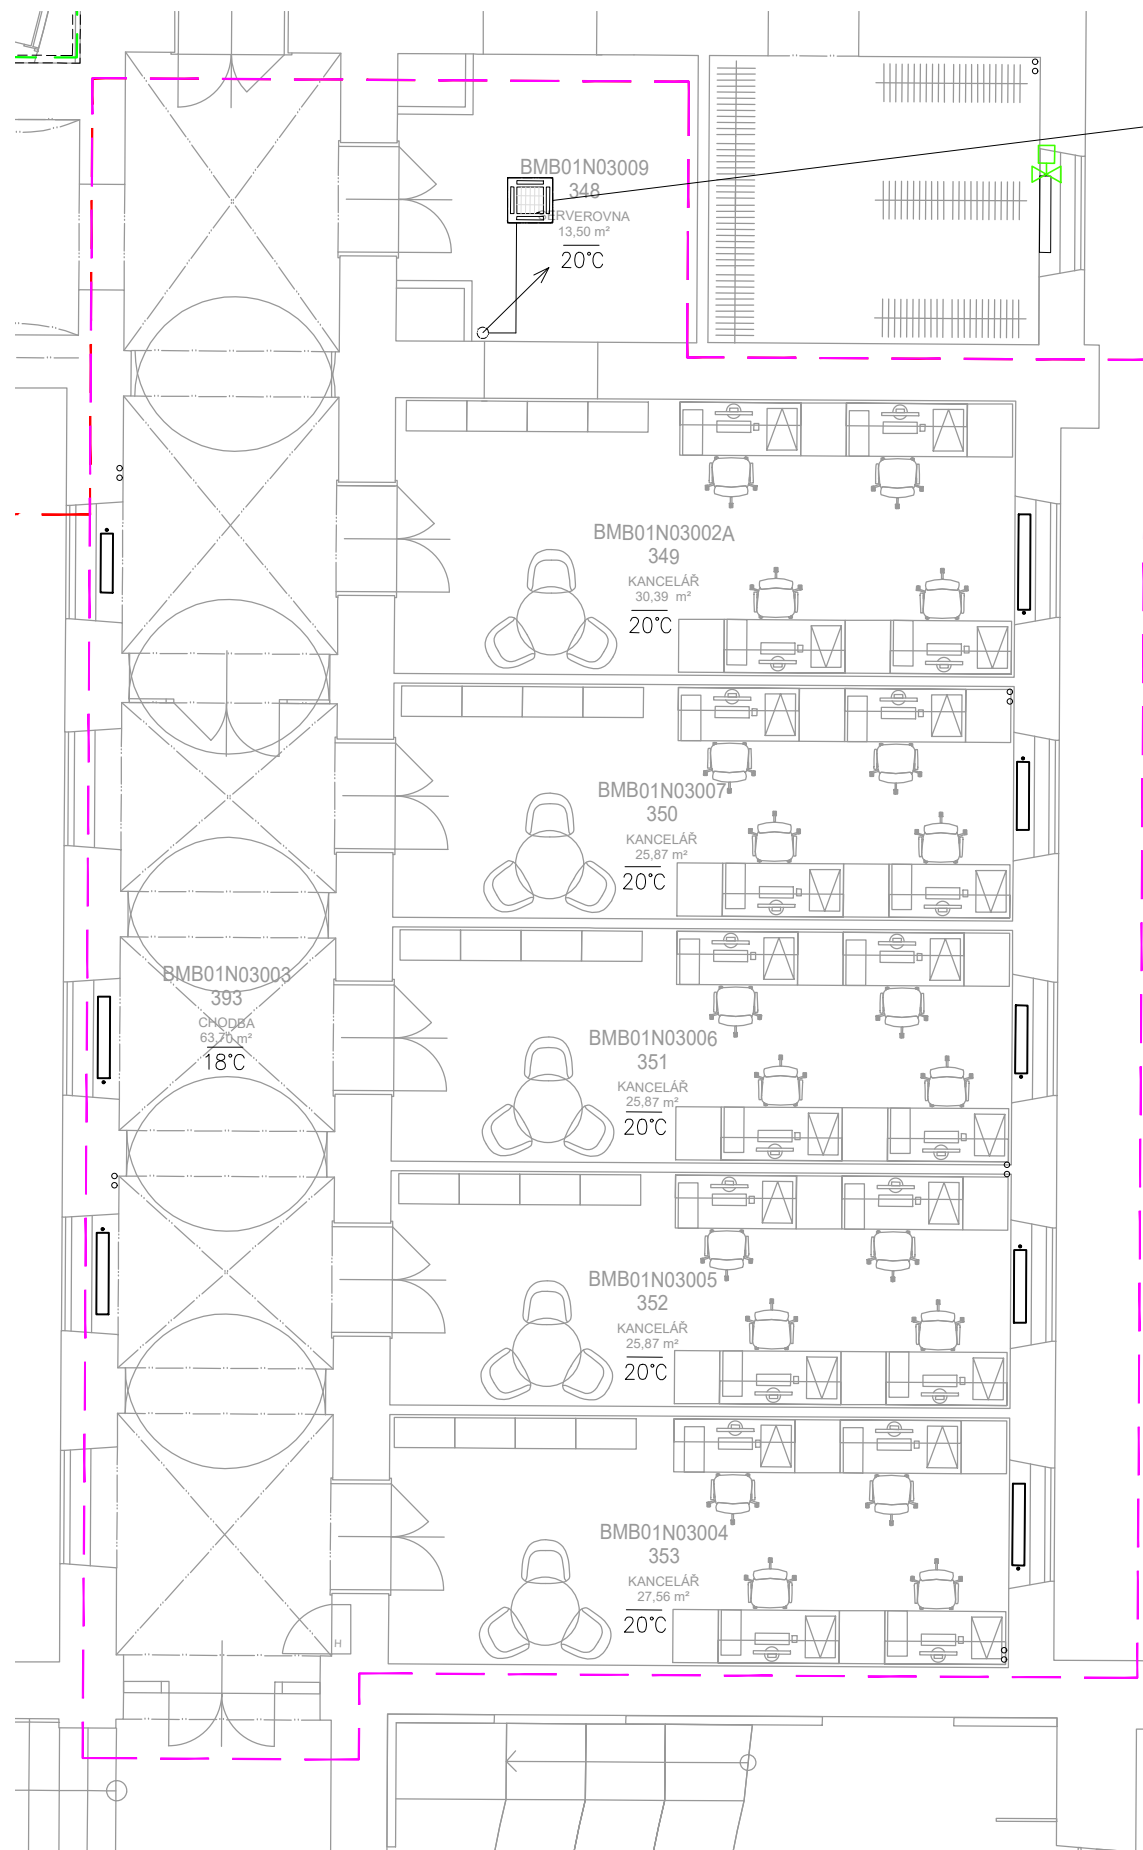 BMB01N03009
348
SERVEROVNA
13,50 m²
20°C
BMB01N03002A
349
KANCELÁŘ
30,39 m²
20°C
BMB01N03007
350
KANCELÁŘ
25,87 m²
20°C
BMB01N03003
393
CHODBA
63,70 m²
18°C
BMB01N03006
351
KANCELÁŘ
25,87 m²
20°C
BMB01N03005
352
KANCELÁŘ
25,87 m²
20°C
BMB01N03004
353
KANCELÁŘ
27,56 m²
20°C
H